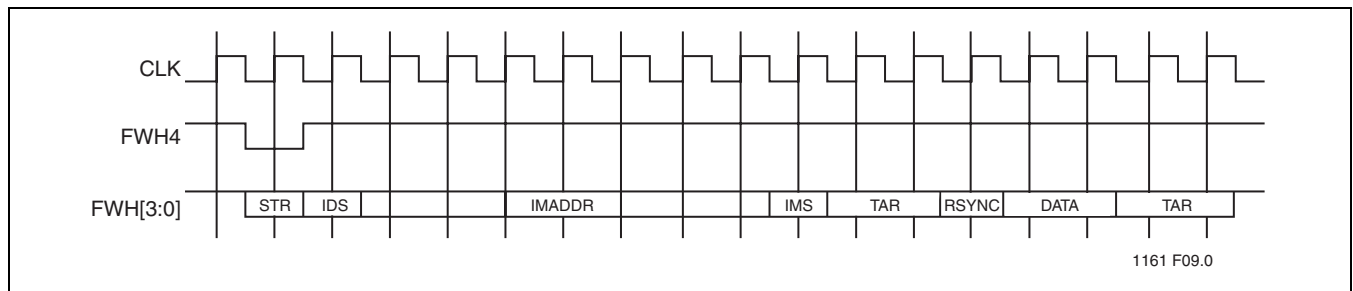 CLK
FWH4
FWH[3:0]
STR IDS IMADDR IMS TAR RSYNC DATA TAR
1161 F09.0